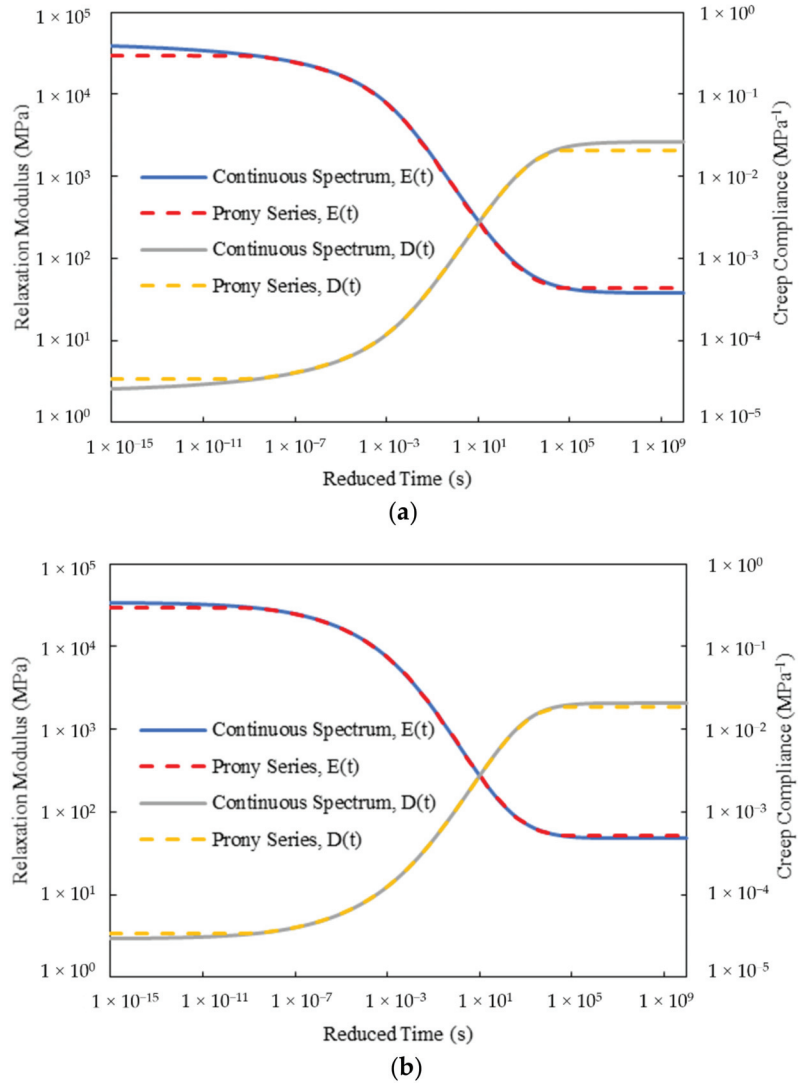 1 × 10⁵
1 × 10⁴
1 × 10³
1 × 10²
1 × 10¹
1 × 10⁰
Relaxation Modulus (MPa)
Continuous Spectrum, E(t)
Prony Series, E(t)
Continuous Spectrum, D(t)
Prony Series, D(t)
1 × 10⁰
1 × 10⁻¹
1 × 10⁻²
1 × 10⁻³
1 × 10⁻⁴
1 × 10⁻⁵
Creep Compliance (MPa⁻¹)
1 × 10⁻¹⁵ 1 × 10⁻¹¹ 1 × 10⁻⁷ 1 × 10⁻³ 1 × 10¹ 1 × 10⁵ 1 × 10⁹
Reduced Time (s)
(a)
1 × 10⁵
1 × 10⁴
1 × 10³
1 × 10²
1 × 10¹
1 × 10⁰
Relaxation Modulus (MPa)
Continuous Spectrum, E(t)
Prony Series, E(t)
Continuous Spectrum, D(t)
Prony Series, D(t)
1 × 10⁰
1 × 10⁻¹
1 × 10⁻²
1 × 10⁻³
1 × 10⁻⁴
1 × 10⁻⁵
Creep Compliance (MPa⁻¹)
1 × 10⁻¹⁵ 1 × 10⁻¹¹ 1 × 10⁻⁷ 1 × 10⁻³ 1 × 10¹ 1 × 10⁵ 1 × 10⁹
Reduced Time (s)
(b)